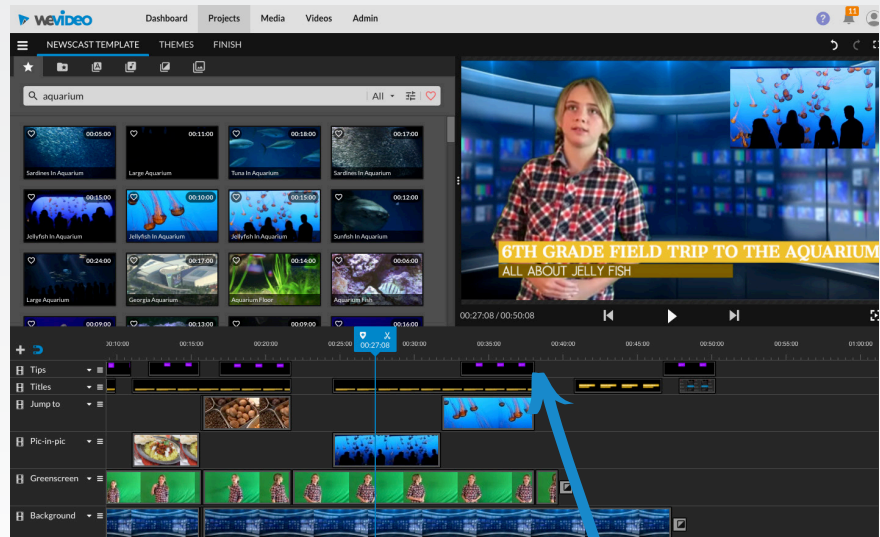 WeVideo Dashboard Projects Media Videos Admin ? 11
NEWSCAST TEMPLATE THEMES FINISH
aquarium All
00:05:00 00:11:00 00:18:00 00:17:00
Sardines In Aquarium Large Aquarium Tuna In Aquarium Sardines In Aquarium
00:15:00 00:10:00 00:15:00 00:12:00
Jellyfish In Aquarium Jellyfish In Aquarium Jellyfish In Aquarium Sunfish In Aquarium
00:24:00 00:17:00 00:14:00 00:06:00
Large Aquarium Georgia Aquarium Aquarium Floor Aquarium Fish
00:09:00 00:13:00 00:09:00 00:16:00
6TH GRADE FIELD TRIP TO THE AQUARIUM
ALL ABOUT JELLY FISH
00:27:08 / 00:50:08
00:27:08
00:10:00 00:15:00 00:20:00 00:25:00 00:30:00 00:35:00 00:40:00 00:45:00 00:50:00 00:55:00 01:00:00
Tips
Titles
Jump to
Pic-in-pic
Greenscreen
Background